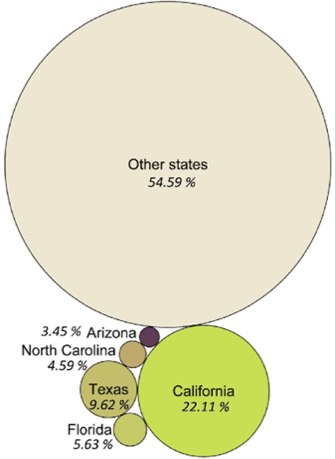 Other states
54.59 %
3.45 % Arizona
North Carolina
4.59 %
Texas
9.62 %
California
22.11 %
Florida
5.63 %